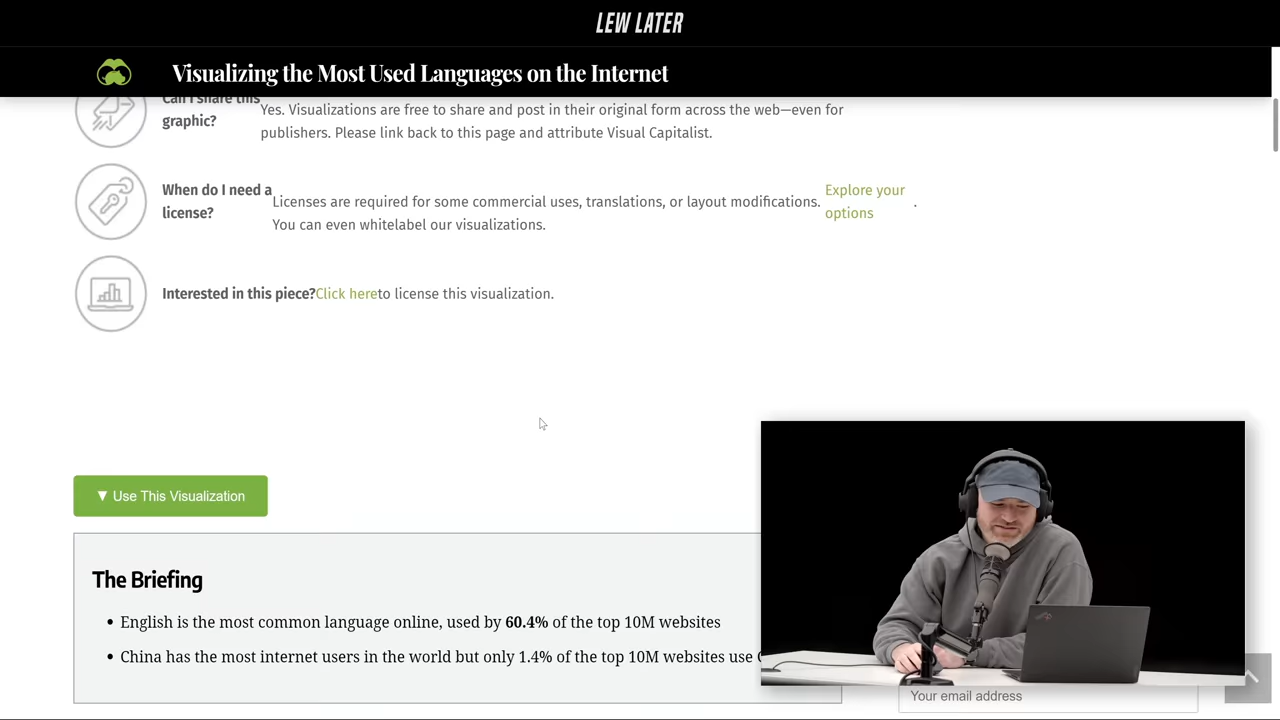 LEW LATER
Visualizing the Most Used Languages on the Internet
Can I share this
graphic?
Yes. Visualizations are free to share and post in their original form across the web—even for
publishers. Please link back to this page and attribute Visual Capitalist.
When do I need a
license?
Licenses are required for some commercial uses, translations, or layout modifications.
You can even whitelabel our visualizations.
Explore your
options
.
Interested in this piece?Click hereto license this visualization.
▼ Use This Visualization
The Briefing
• English is the most common language online, used by 60.4% of the top 10M websites
• China has the most internet users in the world but only 1.4% of the top 10M websites use
Your email address